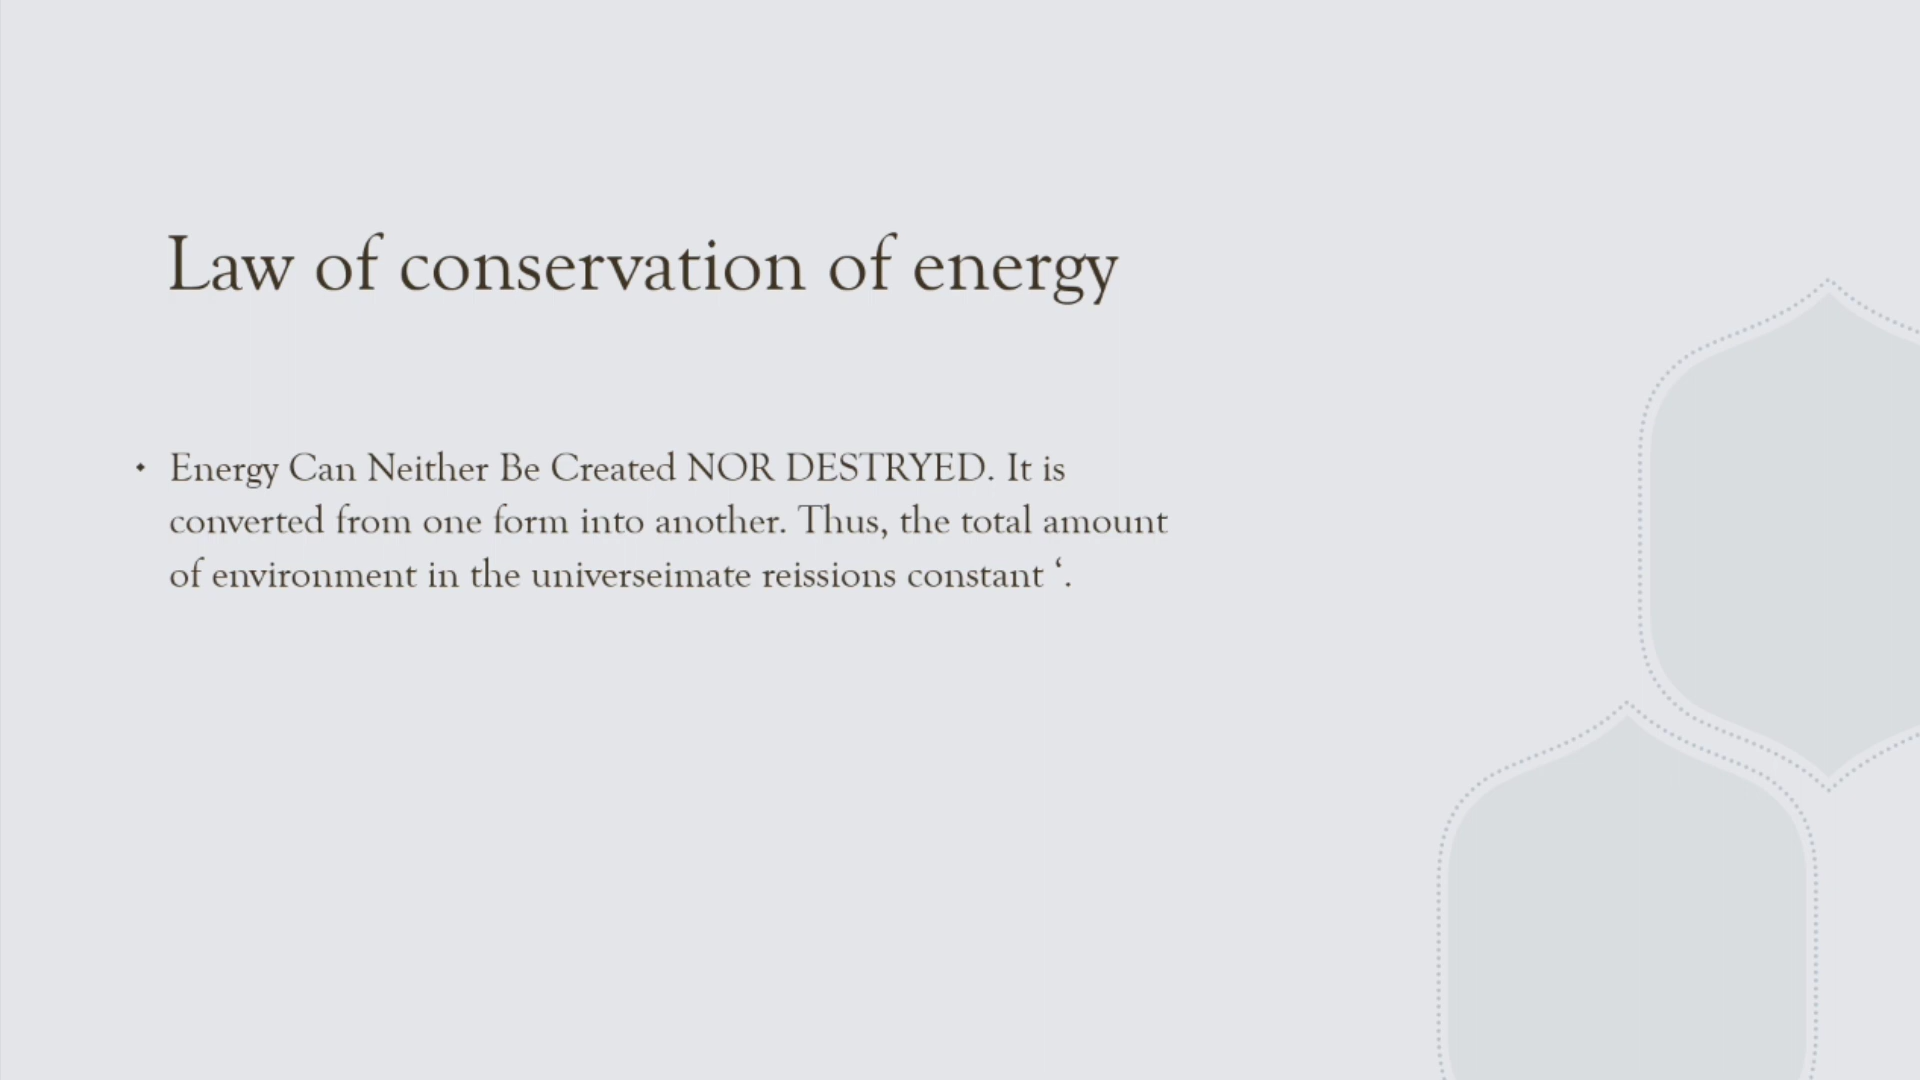 Law of conservation of energy
Energy Can Neither Be Created NOR DESTRYED. It is
converted from one form into another. Thus, the total amount
of environment in the universeimate reissions constant ‘.